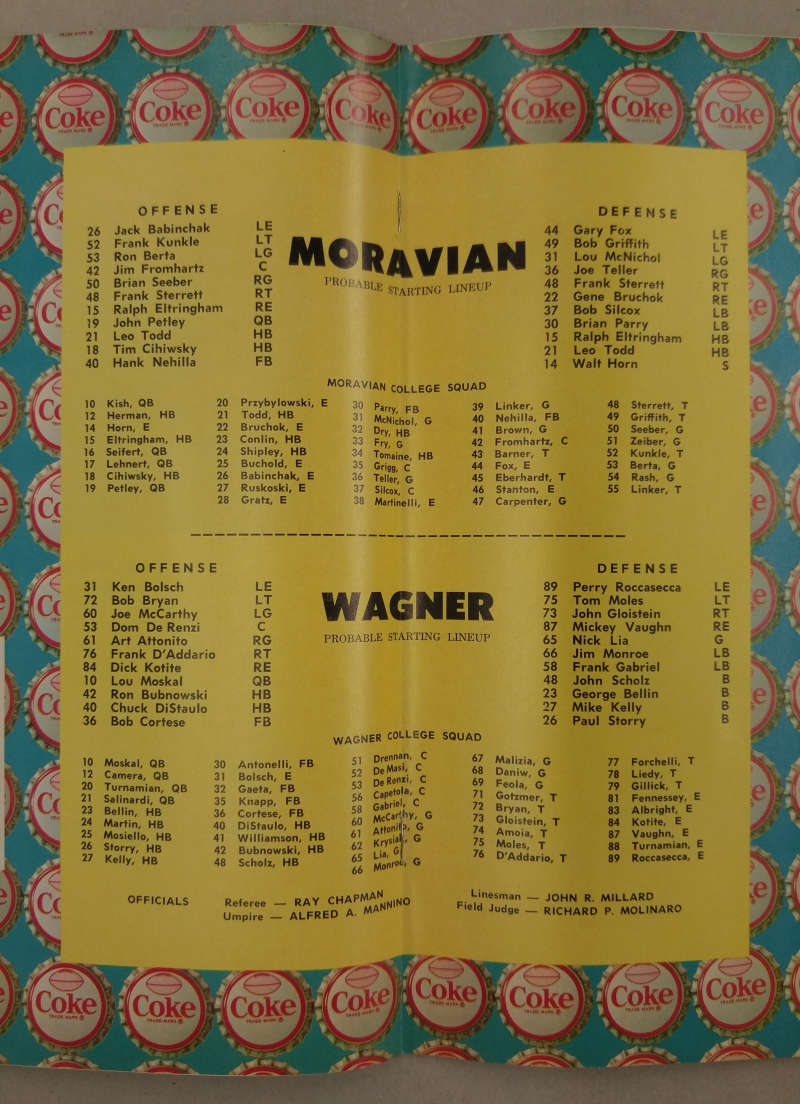 Coke Coke Coke Coke Coke Coke Coke
TRADE MARK ®
OFFENSE
26 Jack Babinchak LE
52 Frank Kunkle LT
53 Ron Berta LG
42 Jim Fromhartz C
50 Brian Seeber RG
48 Frank Sterrett RT
15 Ralph Eltringham RE
19 John Petley QB
21 Leo Todd HB
18 Tim Cihiwsky HB
40 Hank Nehilla FB
MORAVIAN
PROBABLE STARTING LINEUP
DEFENSE
44 Gary Fox LE
49 Bob Griffith LT
31 Lou McNichol LG
36 Joe Teller RG
48 Frank Sterrett RT
22 Gene Bruchok RE
37 Bob Silcox LB
30 Brian Parry LB
15 Ralph Eltringham HB
21 Leo Todd HB
14 Walt Horn S
MORAVIAN COLLEGE SQUAD
10 Kish, QB
12 Herman, HB
14 Horn, E
15 Eltringham, HB
16 Seifert, QB
17 Lehnert, QB
18 Cihiwsky, HB
19 Petley, QB
20 Przybylowski, E
21 Todd, HB
22 Bruchok, E
23 Conlin, HB
24 Shipley, HB
25 Buchold, E
26 Babinchak, E
27 Ruskoski, E
28 Gratz, E
30 Parry, FB
31 McNichol, G
32 Dry, HB
33 Fry, G
34 Tomaine, HB
35 Grigg, C
36 Teller, G
37 Silcox, C
38 Martinelli, E
39 Linker, G
40 Nehilla, FB
41 Brown, G
42 Fromhartz, C
43 Barner, T
44 Fox, E
45 Eberhardt, T
46 Stanton, E
47 Carpenter, G
48 Sterrett, T
49 Griffith, T
50 Seeber, G
51 Zeiber, G
52 Kunkle, T
53 Berta, G
54 Rash, G
55 Linker, T
OFFENSE
31 Ken Bolsch LE
72 Bob Bryan LT
60 Joe McCarthy LG
53 Dom De Renzi C
61 Art Attonito RG
76 Frank D'Addario RT
84 Dick Kotite RE
10 Lou Moskal QB
42 Ron Bubnowski HB
40 Chuck DiStaulo HB
36 Bob Cortese FB
WAGNER
PROBABLE STARTING LINEUP
DEFENSE
89 Perry Roccasecca LE
75 Tom Moles LT
73 John Gloistein RT
87 Mickey Vaughn RE
65 Nick Lia G
66 Jim Monroe LB
58 Frank Gabriel LB
48 John Scholz B
23 George Bellin B
27 Mike Kelly B
26 Paul Storry B
WAGNER COLLEGE SQUAD
10 Moskal, QB
12 Camera, QB
20 Turnamian, QB
21 Salinardi, QB
23 Bellin, HB
24 Martin, HB
25 Mosiello, HB
26 Storry, HB
27 Kelly, HB
30 Antonelli, FB
31 Bolsch, E
32 Gaeta, FB
35 Knapp, FB
36 Cortese, FB
40 DiStaulo, HB
41 Williamson, HB
42 Bubnowski, HB
48 Scholz, HB
51 Drennan, C
52 De Masi, C
53 De Renzi, C
56 Capetola, C
58 Gabriel, C
60 McCarthy, G
61 Attonito, G
62 Krysiak, G
65 Lia, G
66 Monroe, G
67 Malizia, G
68 Daniw, G
69 Feola, G
71 Gotzmer, T
72 Bryan, T
73 Gloistein, T
74 Amoia, T
75 Moles, T
76 D'Addario, T
77 Forchelli, T
78 Liedy, T
79 Gillick, T
81 Fennessey, E
83 Albright, E
84 Kotite, E
87 Vaughn, E
88 Turnamian, E
89 Roccasecca, E
OFFICIALS
Referee — RAY CHAPMAN
Umpire — ALFRED A. MANNINO
Linesman — JOHN R. MILLARD
Field Judge — RICHARD P. MOLINARO
Coke Coke Coke Coke Coke Coke Coke Coke
TRADE MARK ®